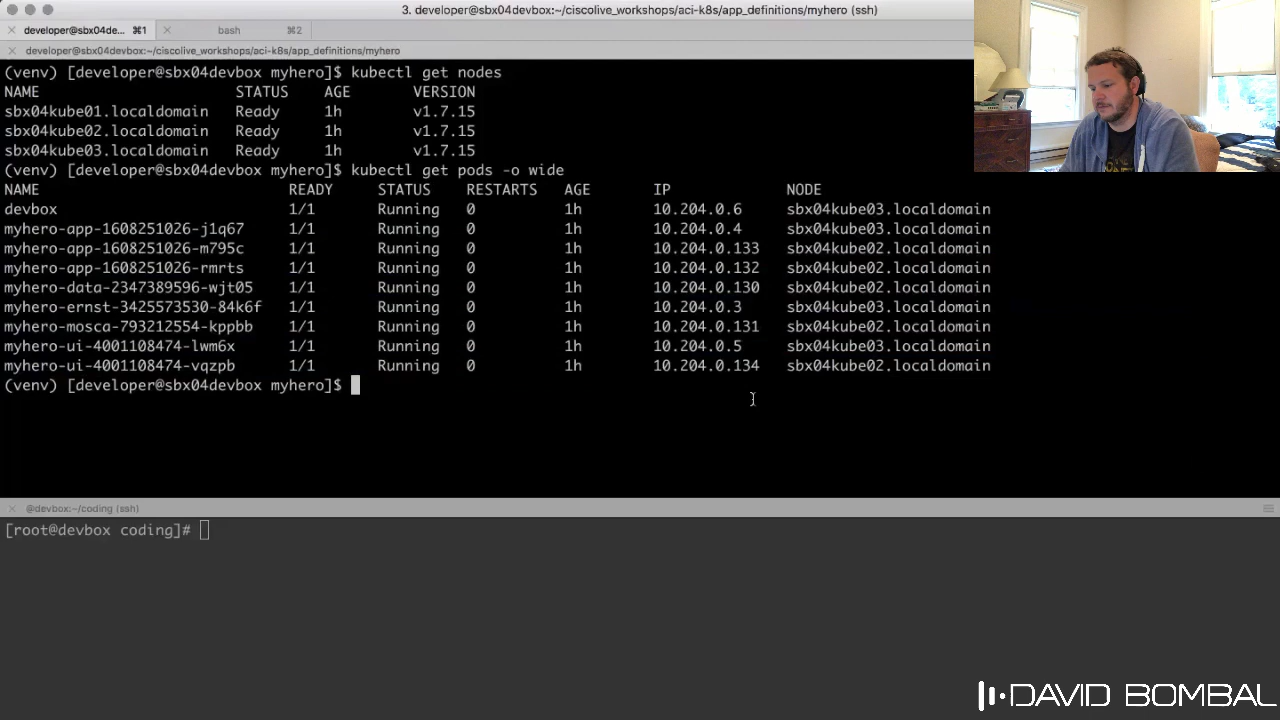 3. developer@sbx04devbox:~/ciscolive_workshops/aci-k8s/app_definitions/myhero (ssh)
developer@sbx04de... ⌘1 bash ⌘2
developer@sbx04devbox:~/ciscolive_workshops/aci-k8s/app_definitions/myhero
(venv) [developer@sbx04devbox myhero]$ kubectl get nodes
NAME STATUS AGE VERSION
sbx04kube01.localdomain Ready 1h v1.7.15
sbx04kube02.localdomain Ready 1h v1.7.15
sbx04kube03.localdomain Ready 1h v1.7.15
(venv) [developer@sbx04devbox myhero]$ kubectl get pods -o wide
NAME READY STATUS RESTARTS AGE IP NODE
devbox 1/1 Running 0 1h 10.204.0.6 sbx04kube03.localdomain
myhero-app-1608251026-j1q67 1/1 Running 0 1h 10.204.0.4 sbx04kube03.localdomain
myhero-app-1608251026-m795c 1/1 Running 0 1h 10.204.0.133 sbx04kube02.localdomain
myhero-app-1608251026-rmrts 1/1 Running 0 1h 10.204.0.132 sbx04kube02.localdomain
myhero-data-2347389596-wjt05 1/1 Running 0 1h 10.204.0.130 sbx04kube02.localdomain
myhero-ernst-3425573530-84k6f 1/1 Running 0 1h 10.204.0.3 sbx04kube03.localdomain
myhero-mosca-793212554-kppbb 1/1 Running 0 1h 10.204.0.131 sbx04kube02.localdomain
myhero-ui-4001108474-lwm6x 1/1 Running 0 1h 10.204.0.5 sbx04kube03.localdomain
myhero-ui-4001108474-vqzpb 1/1 Running 0 1h 10.204.0.134 sbx04kube02.localdomain
(venv) [developer@sbx04devbox myhero]$
@devbox:~/coding (ssh)
[root@devbox coding]#
DAVID BOMBAL